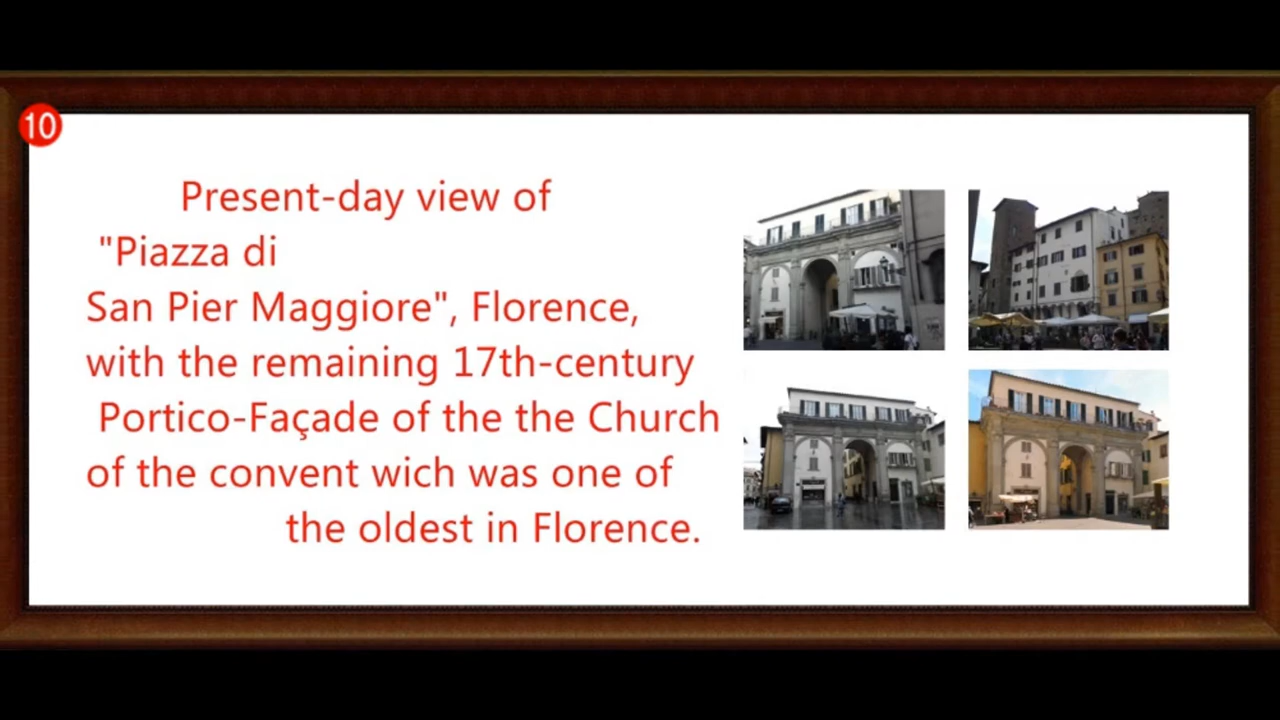 10
Present-day view of
"Piazza di
San Pier Maggiore", Florence,
with the remaining 17th-century
Portico-Façade of the the Church
of the convent wich was one of
the oldest in Florence.